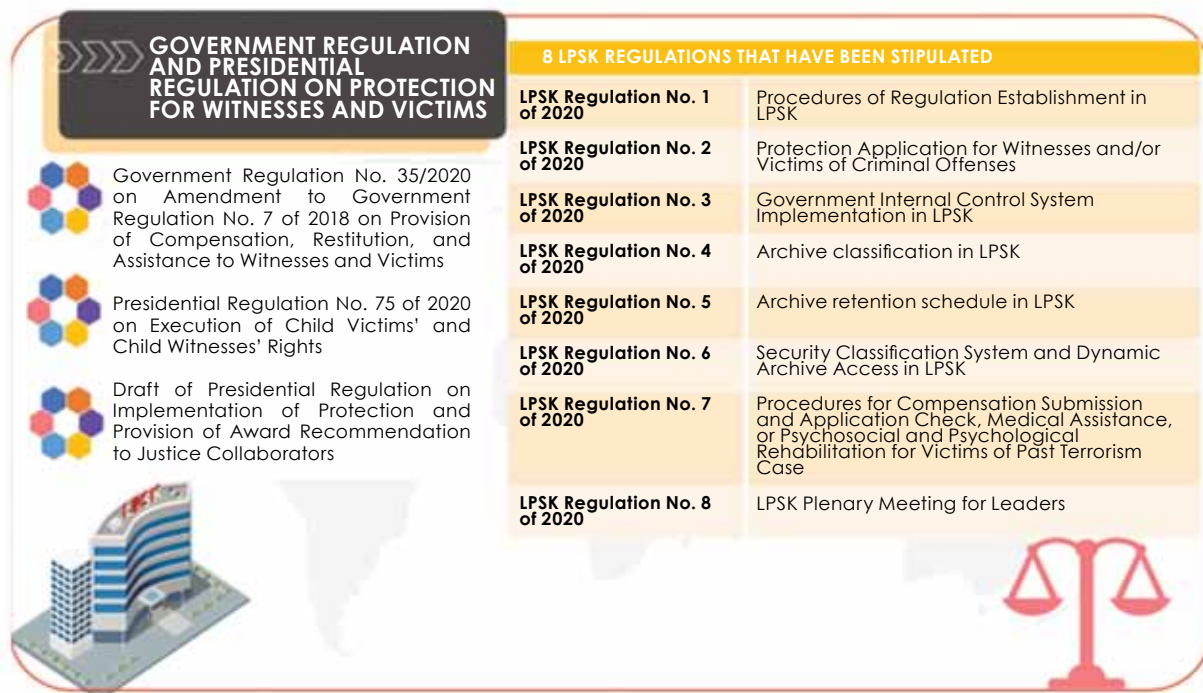 GOVERNMENT REGULATION
AND PRESIDENTIAL
REGULATION ON PROTECTION
FOR WITNESSES AND VICTIMS
Government Regulation No. 35/2020
on Amendment to Government
Regulation No. 7 of 2018 on Provision
of Compensation, Restitution, and
Assistance to Witnesses and Victims
Presidential Regulation No. 75 of 2020
on Execution of Child Victims' and
Child Witnesses' Rights
Draft of Presidential Regulation on
Implementation of Protection and
Provision of Award Recommendation
to Justice Collaborators
8 LPSK REGULATIONS THAT HAVE BEEN STIPULATED
LPSK Regulation No. 1
of 2020
Procedures of Regulation Establishment in
LPSK
LPSK Regulation No. 2
of 2020
Protection Application for Witnesses and/or
Victims of Criminal Offenses
LPSK Regulation No. 3
of 2020
Government Internal Control System
Implementation in LPSK
LPSK Regulation No. 4
of 2020
Archive classification in LPSK
LPSK Regulation No. 5
of 2020
Archive retention schedule in LPSK
LPSK Regulation No. 6
of 2020
Security Classification System and Dynamic
Archive Access in LPSK
LPSK Regulation No. 7
of 2020
Procedures for Compensation Submission
and Application Check, Medical Assistance,
or Psychosocial and Psychological
Rehabilitation for Victims of Past Terrorism
Case
LPSK Regulation No. 8
of 2020
LPSK Plenary Meeting for Leaders